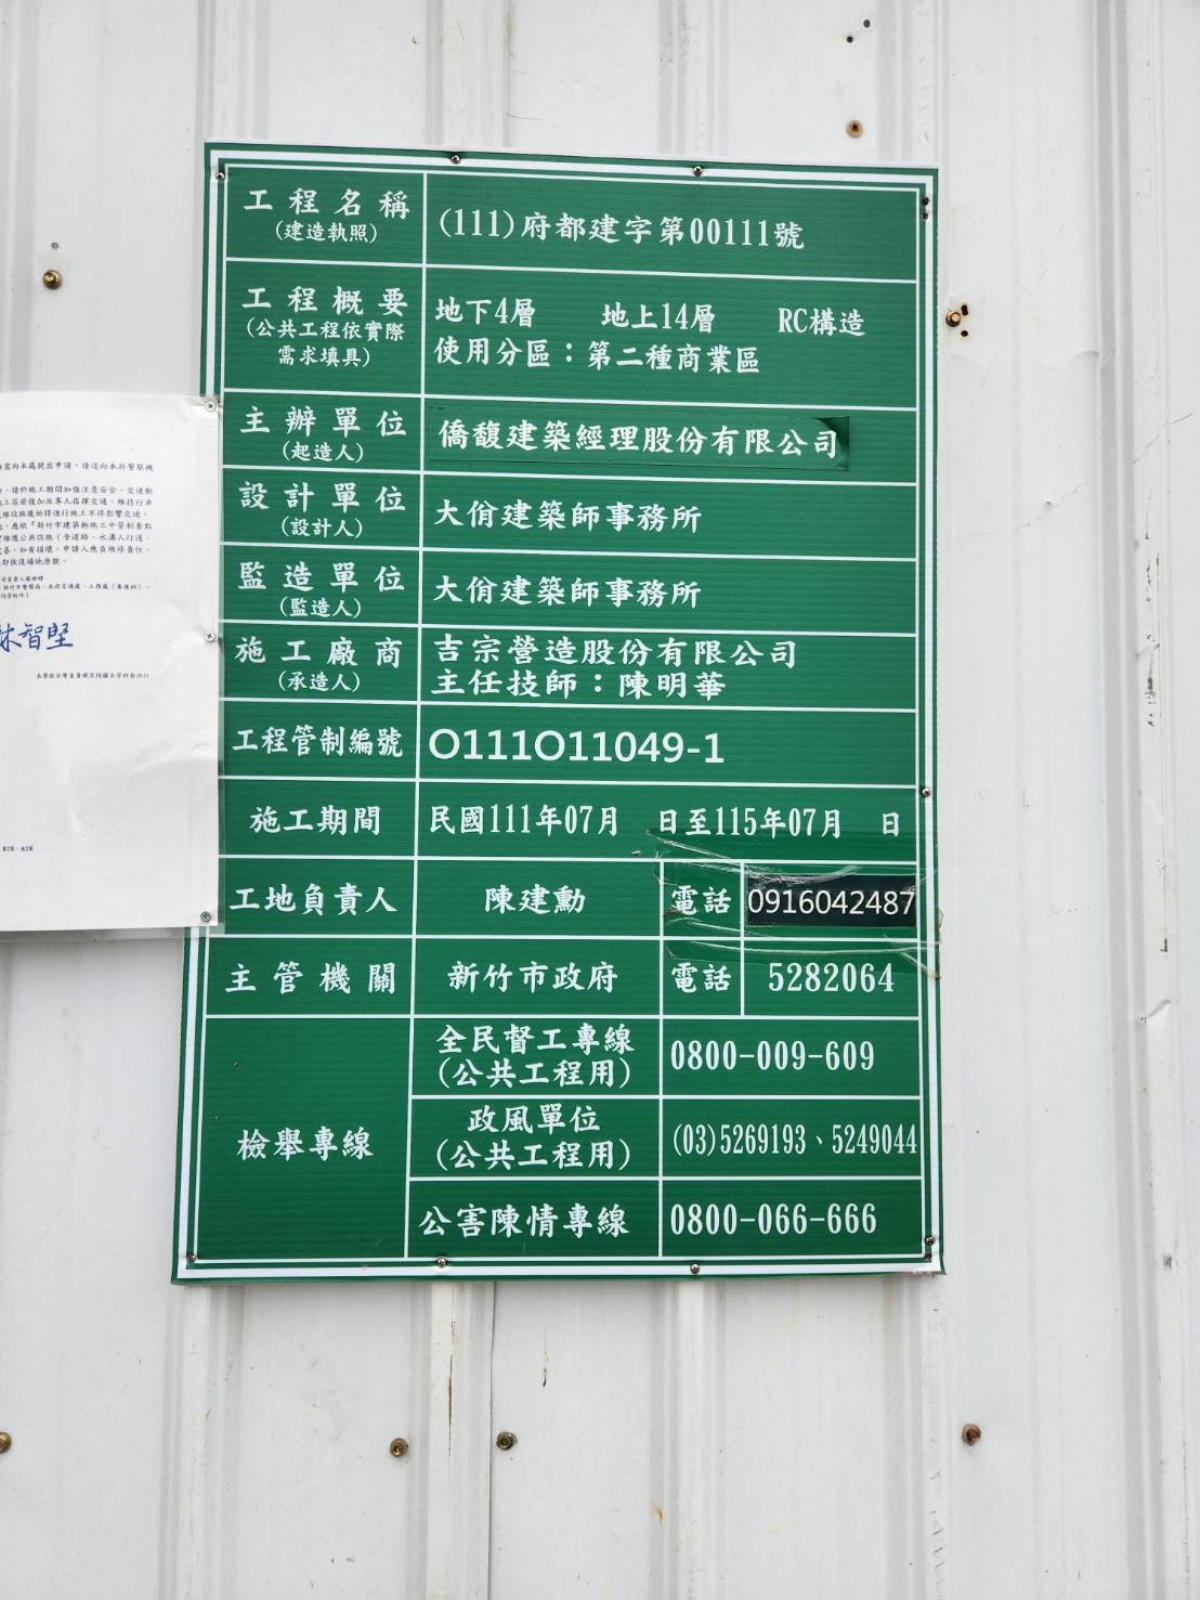 工程名稱
(建造執照)
(111)府都建字第00111號
工程概要
(公共工程依實際
需求填具)
地下4層 地上14層 RC構造
使用分區：第二種商業區
主辦單位
(起造人)
僑馥建築經理股份有限公司
設計單位
(設計人)
大佾建築師事務所
監造單位
(監造人)
大佾建築師事務所
施工廠商
(承造人)
吉宗營造股份有限公司
主任技師：陳明華
工程管制編號
O111O11049-1
施工期間
民國111年07月 日至115年07月 日
工地負責人
陳建勳
電話
0916042487
主管機關
新竹市政府
電話
5282064
檢舉專線
全民督工專線
(公共工程用)
0800-009-609
政風單位
(公共工程用)
(03)5269193、5249044
公害陳情專線
0800-066-666
林智堅